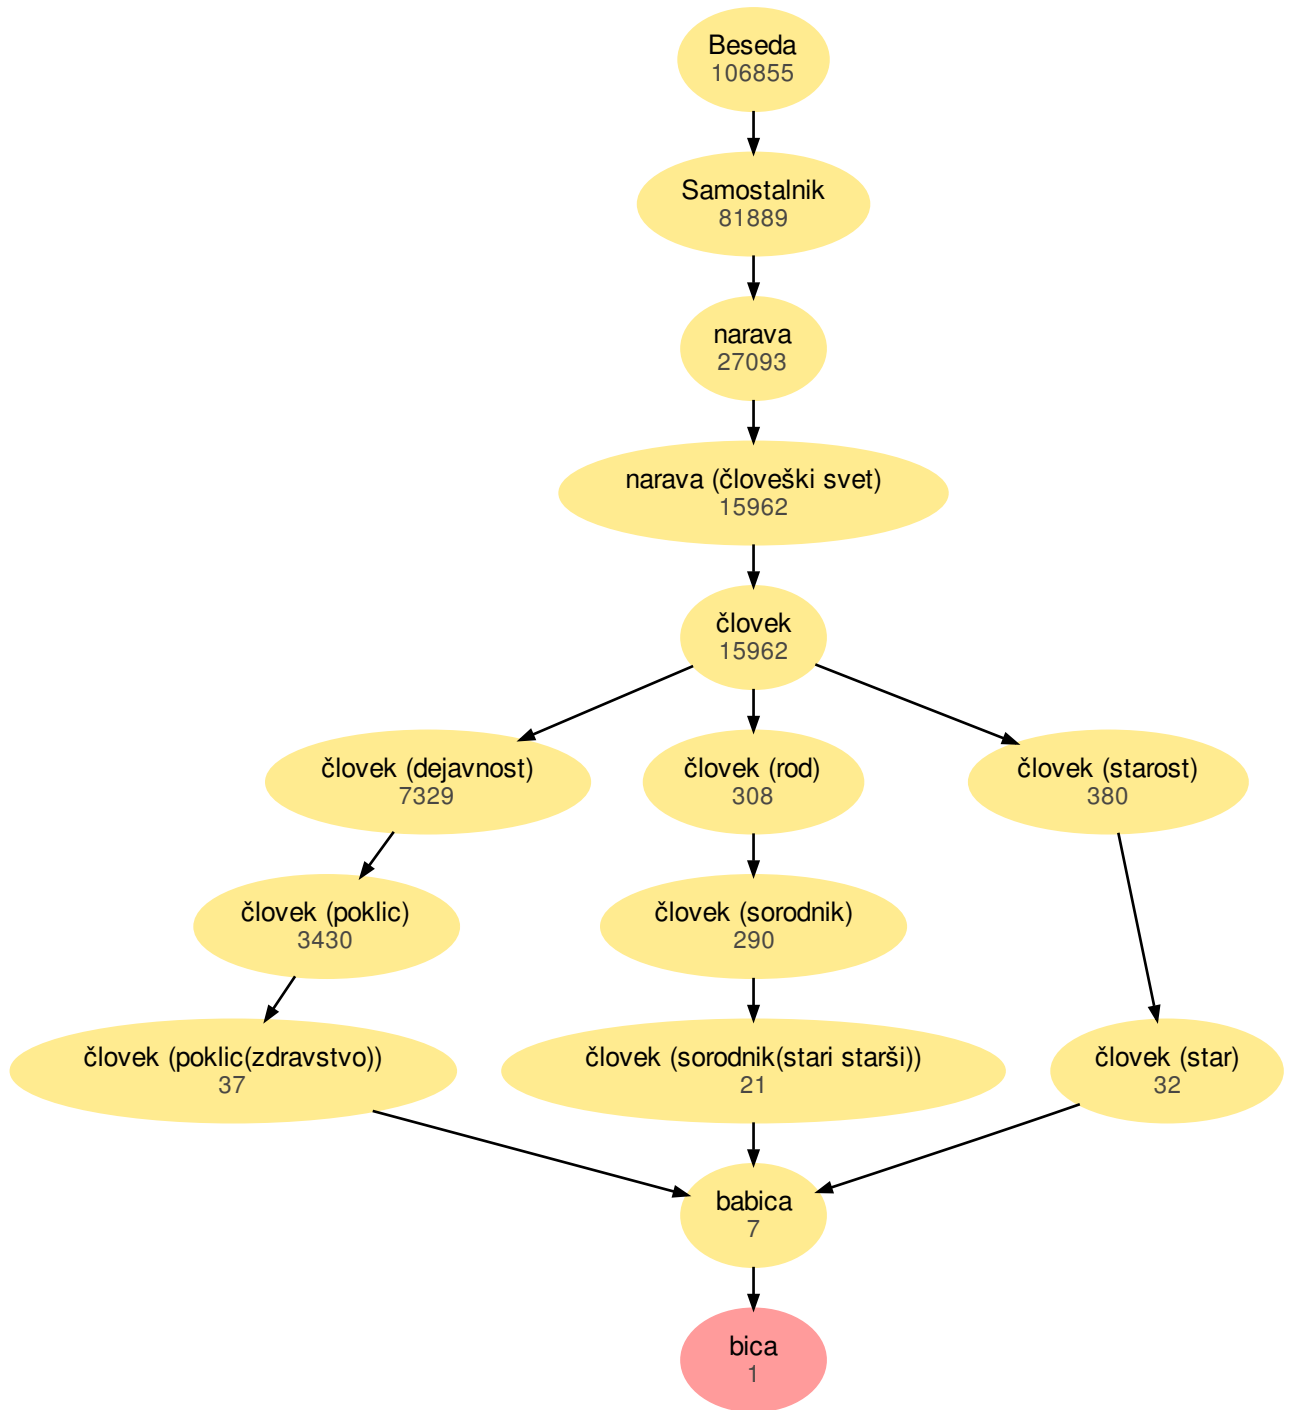 Beseda
106855
Samostalnik
81889
narava
27093
narava (človeški svet)
15962
človek
15962
človek (dejavnost)
7329
človek (rod)
308
človek (starost)
380
človek (poklic)
3430
človek (sorodnik)
290
človek (poklic(zdravstvo))
37
človek (sorodnik(stari starši))
21
človek (star)
32
babica
7
bica
1